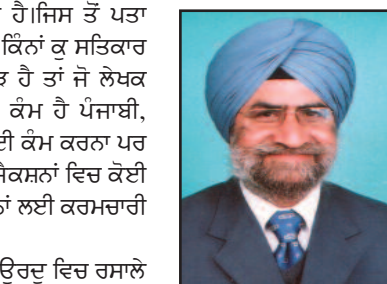 ਹੈ।ਜਿਸ ਤੋਂ ਪਤਾ
ਕਿੰਨਾਂ ਕੁ ਸਤਿਕਾਰ
ਹੈ ਤਾਂ ਜੋ ਲੇਖਕ
ਕੰਮ ਹੈ ਪੰਜਾਬੀ,
ਕੰਮ ਕਰਨਾ ਪਰ
ਵਿਚ ਕੋਈ
ਲਈ ਕਰਮਚਾਰੀ
ਉਰਦੂ ਵਿਚ ਰਸਾਲੇ